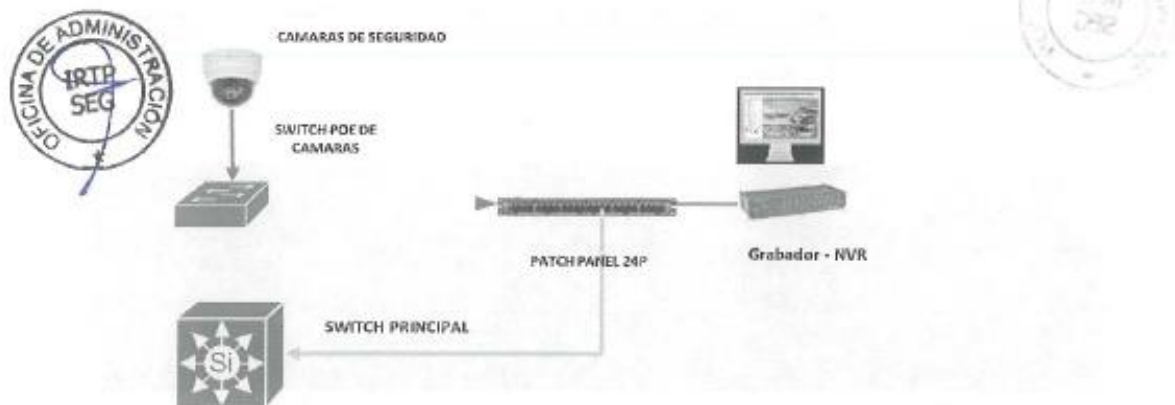 OFICINA DE ADMINISTRACIÓN
IRTP
SEG
CAMARAS DE SEGURIDAD
SWITCH-POE DE
CAMARAS
PATCH PANEL 24P
Grabador - NVR
SWITCH PRINCIPAL
Si